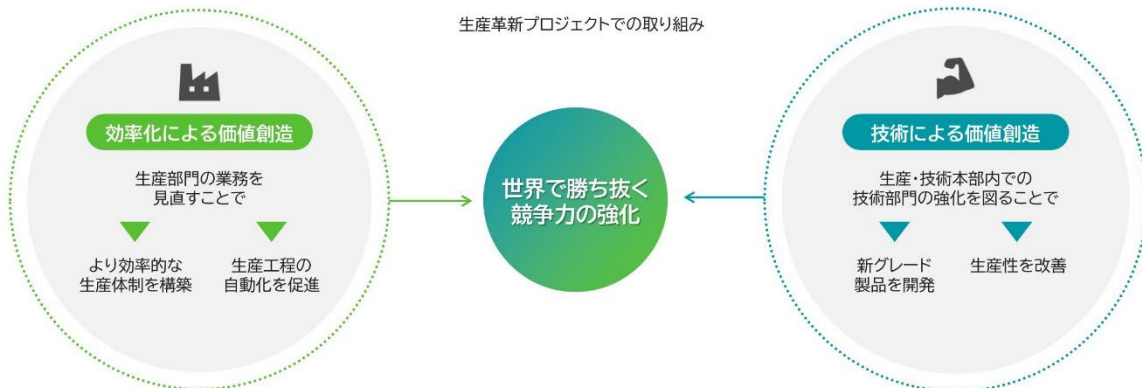 生産革新プロジェクトでの取り組み
効率化による価値創造
生産部門の業務を
見直すことで
より効率的な
生産体制を構築
生産工程の
自動化を促進
世界で勝ち抜く
競争力の強化
技術による価値創造
生産・技術本部内での
技術部門の強化を図ることで
新グレード
製品を開発
生産性を改善